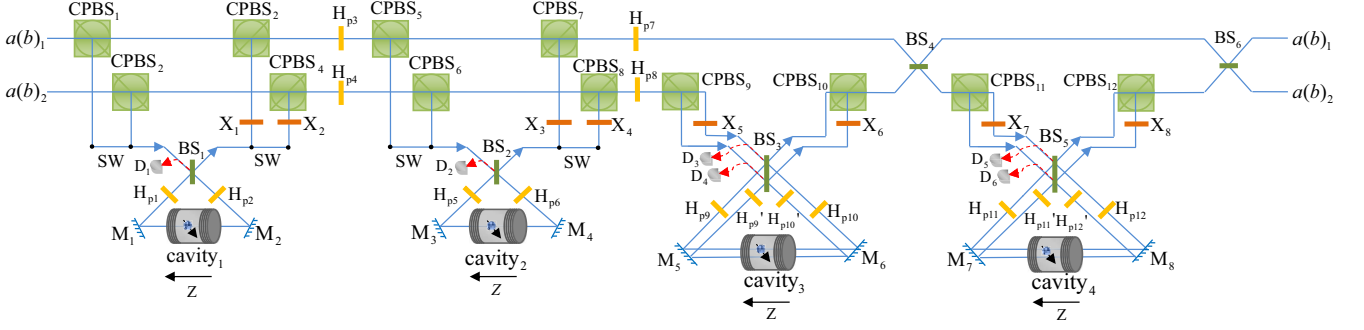 CPBS₁ CPBS₂ Hₚ₃ CPBS₅ CPBS₇ Hₚ₇ BS₄ BS₆
a(b)₁ a(b)₁
CPBS₂ CPBS₄ Hₚ₄ CPBS₆ CPBS₈ Hₚ₈ CPBS₉ CPBS₁₀ CPBS₁₁ CPBS₁₂
a(b)₂ a(b)₂
X₁ X₂ X₃ X₄ X₅ X₆ X₇ X₈
SW BS₁ SW SW BS₂ SW BS₃ BS₅
D₁ D₂ D₃ D₅
D₄ D₆
Hₚ₁ Hₚ₂ Hₚ₅ Hₚ₆ Hₚ₉ Hₚ₉' Hₚ₁₀' Hₚ₁₀ Hₚ₁₁ Hₚ₁₁' Hₚ₁₂' Hₚ₁₂
M₁ M₂ M₃ M₄ M₅ M₆ M₇ M₈
cavity₁ cavity₂ cavity₃ cavity₄
Z Z Z Z